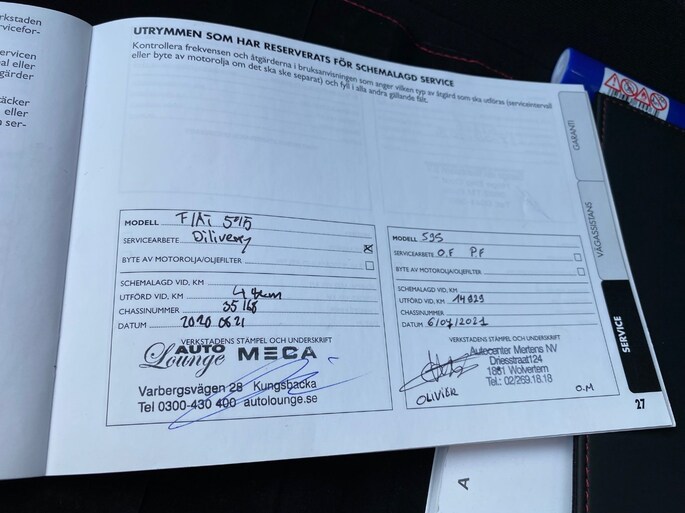 rkstaden
rviceför-
ervicen
al eller
gärder
äcker
eller
n ser-
UTRYMMEN SOM HAR RESERVERATS FÖR SCHEMALAGD SERVICE
Kontrollera frekvensen och åtgärderna i bruksanvisningen som anger vilken typ av åtgärd som ska utföras (serviceintervall
eller byte av motorolja om det ska ske separat) och fyll i alla andra gällande fält.
GARANTI
VÄGASSISTANS
SERVICE
MODELL FIAT
SERVICEARBETE Dilivery
BYTE AV MOTOROLJA/OLJEFILTER
SCHEMALAGD VID, KM
UTFÖRD VID, KM
CHASSINUMMER
DATUM 2020 08 21
VERKSTADENS STÄMPEL OCH UNDERSKRIFT
AUTO Lounge MECA
Varbergsvägen 28 Kungsbacka
Tel 0300-430 400 autolounge.se
MODELL 595
SERVICEARBETE O.F P.F
BYTE AV MOTOROLJA/OLJEFILTER
SCHEMALAGD VID, KM
UTFÖRD VID, KM 14929
CHASSINUMMER
DATUM 6/07/2021
VERKSTADENS STÄMPEL OCH UNDERSKRIFT
Autocenter Mertens NV
Driesstraat124
1861 Wolvertem
Tel.: 02/269.18.18
OLIVIER
O.M
27
A